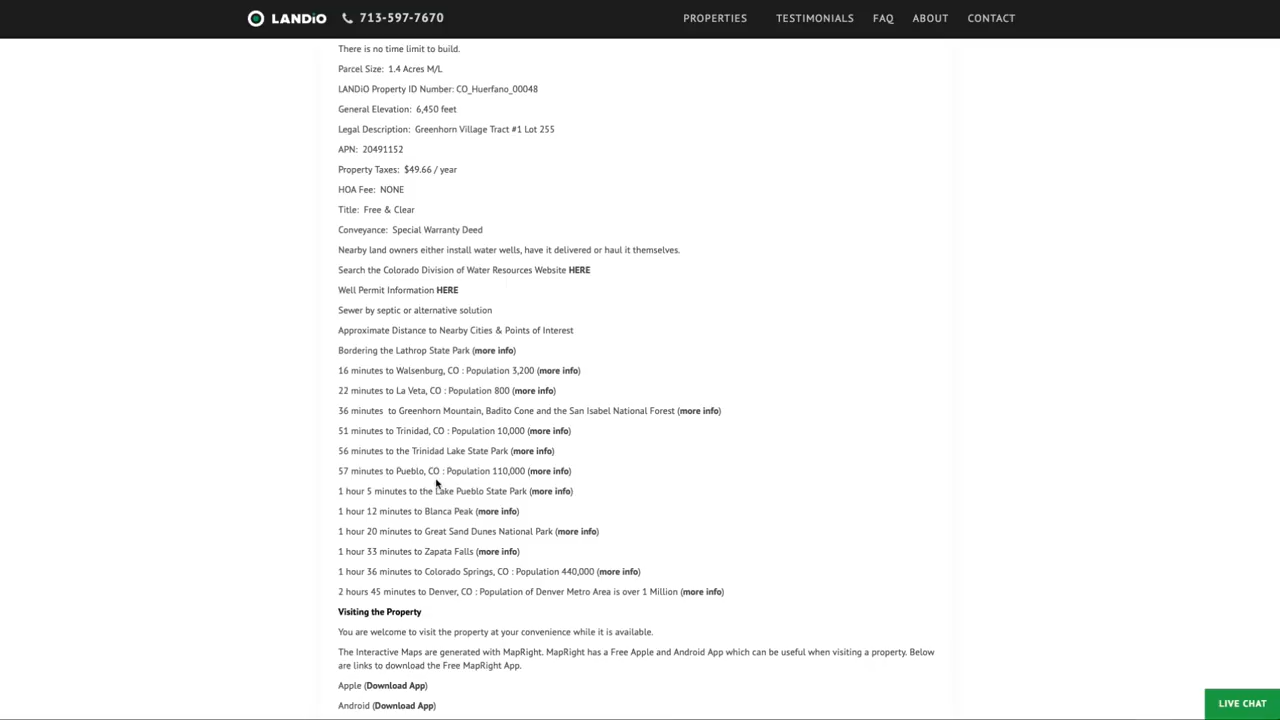 LANDiO 713-597-7670 PROPERTIES TESTIMONIALS FAQ ABOUT CONTACT
There is no time limit to build.
Parcel Size: 1.4 Acres M/L
LANDiO Property ID Number: CO_Huerfano_00048
General Elevation: 6,450 feet
Legal Description: Greenhorn Village Tract #1 Lot 255
APN: 20491152
Property Taxes: $49.66 / year
HOA Fee: NONE
Title: Free & Clear
Conveyance: Special Warranty Deed
Nearby land owners either install water wells, have it delivered or haul it themselves.
Search the Colorado Division of Water Resources Website HERE
Well Permit Information HERE
Sewer by septic or alternative solution
Approximate Distance to Nearby Cities & Points of Interest
Bordering the Lathrop State Park (more info)
16 minutes to Walsenburg, CO : Population 3,200 (more info)
22 minutes to La Veta, CO : Population 800 (more info)
36 minutes to Greenhorn Mountain, Badito Cone and the San Isabel National Forest (more info)
51 minutes to Trinidad, CO : Population 10,000 (more info)
56 minutes to the Trinidad Lake State Park (more info)
57 minutes to Pueblo, CO : Population 110,000 (more info)
1 hour 5 minutes to the Lake Pueblo State Park (more info)
1 hour 12 minutes to Blanca Peak (more info)
1 hour 20 minutes to Great Sand Dunes National Park (more info)
1 hour 33 minutes to Zapata Falls (more info)
1 hour 36 minutes to Colorado Springs, CO : Population 440,000 (more info)
2 hours 45 minutes to Denver, CO : Population of Denver Metro Area is over 1 Million (more info)
Visiting the Property
You are welcome to visit the property at your convenience while it is available.
The Interactive Maps are generated with MapRight. MapRight has a Free Apple and Android App which can be useful when visiting a property. Below
are links to download the Free MapRight App.
Apple (Download App)
Android (Download App)
LIVE CHAT